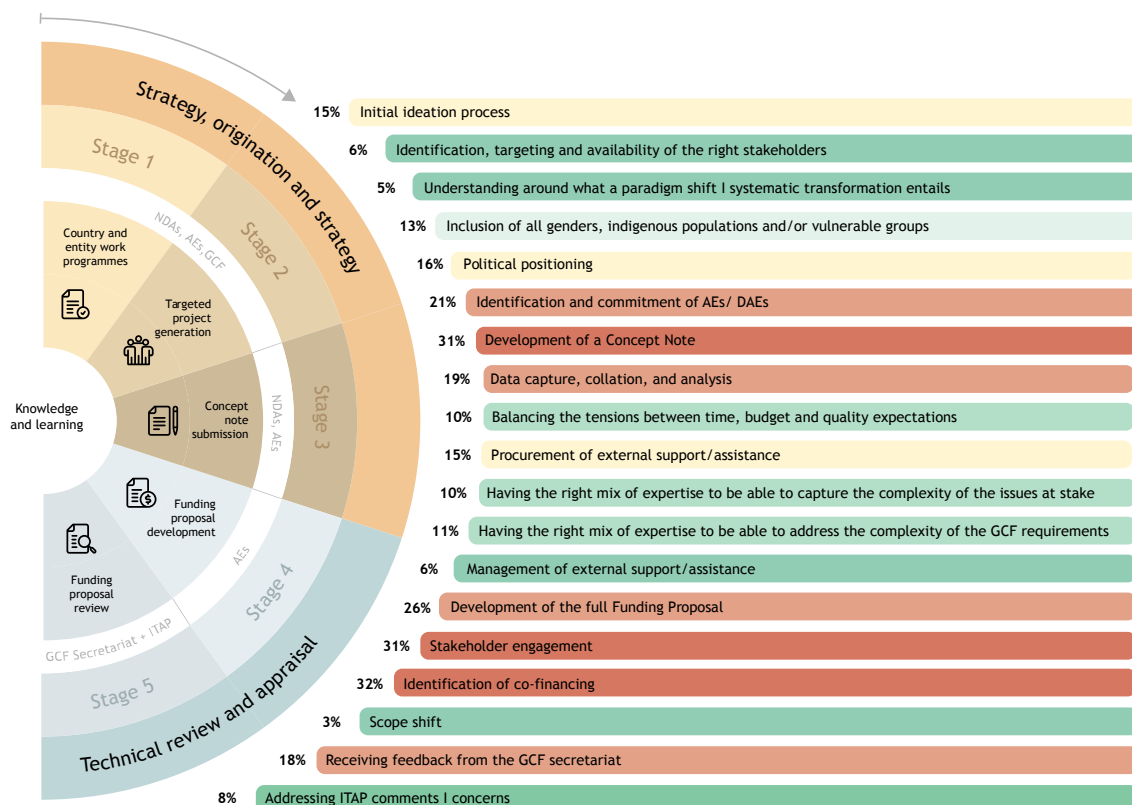 Strategy, origination and strategy
Stage 1
Stage 2
Stage 3
Stage 4
Stage 5
Technical review and appraisal
NDAs, AEs,GCF
NDAs, AEs
AEs
GCF Secretariat + ITAP
Country and
entity work
programmes
Targeted
project
generation
Concept
note
submission
Knowledge
and learning
Funding
proposal
development
Funding
proposal
review
15% Initial ideation process
6% Identification, targeting and availability of the right stakeholders
5% Understanding around what a paradigm shift I systematic transformation entails
13% Inclusion of all genders, indigenous populations and/or vulnerable groups
16% Political positioning
21% Identification and commitment of AEs/ DAEs
31% Development of a Concept Note
19% Data capture, collation, and analysis
10% Balancing the tensions between time, budget and quality expectations
15% Procurement of external support/assistance
10% Having the right mix of expertise to be able to capture the complexity of the issues at stake
11% Having the right mix of expertise to be able to address the complexity of the GCF requirements
6% Management of external support/assistance
26% Development of the full Funding Proposal
31% Stakeholder engagement
32% Identification of co-financing
3% Scope shift
18% Receiving feedback from the GCF secretariat
8% Addressing ITAP comments I concerns